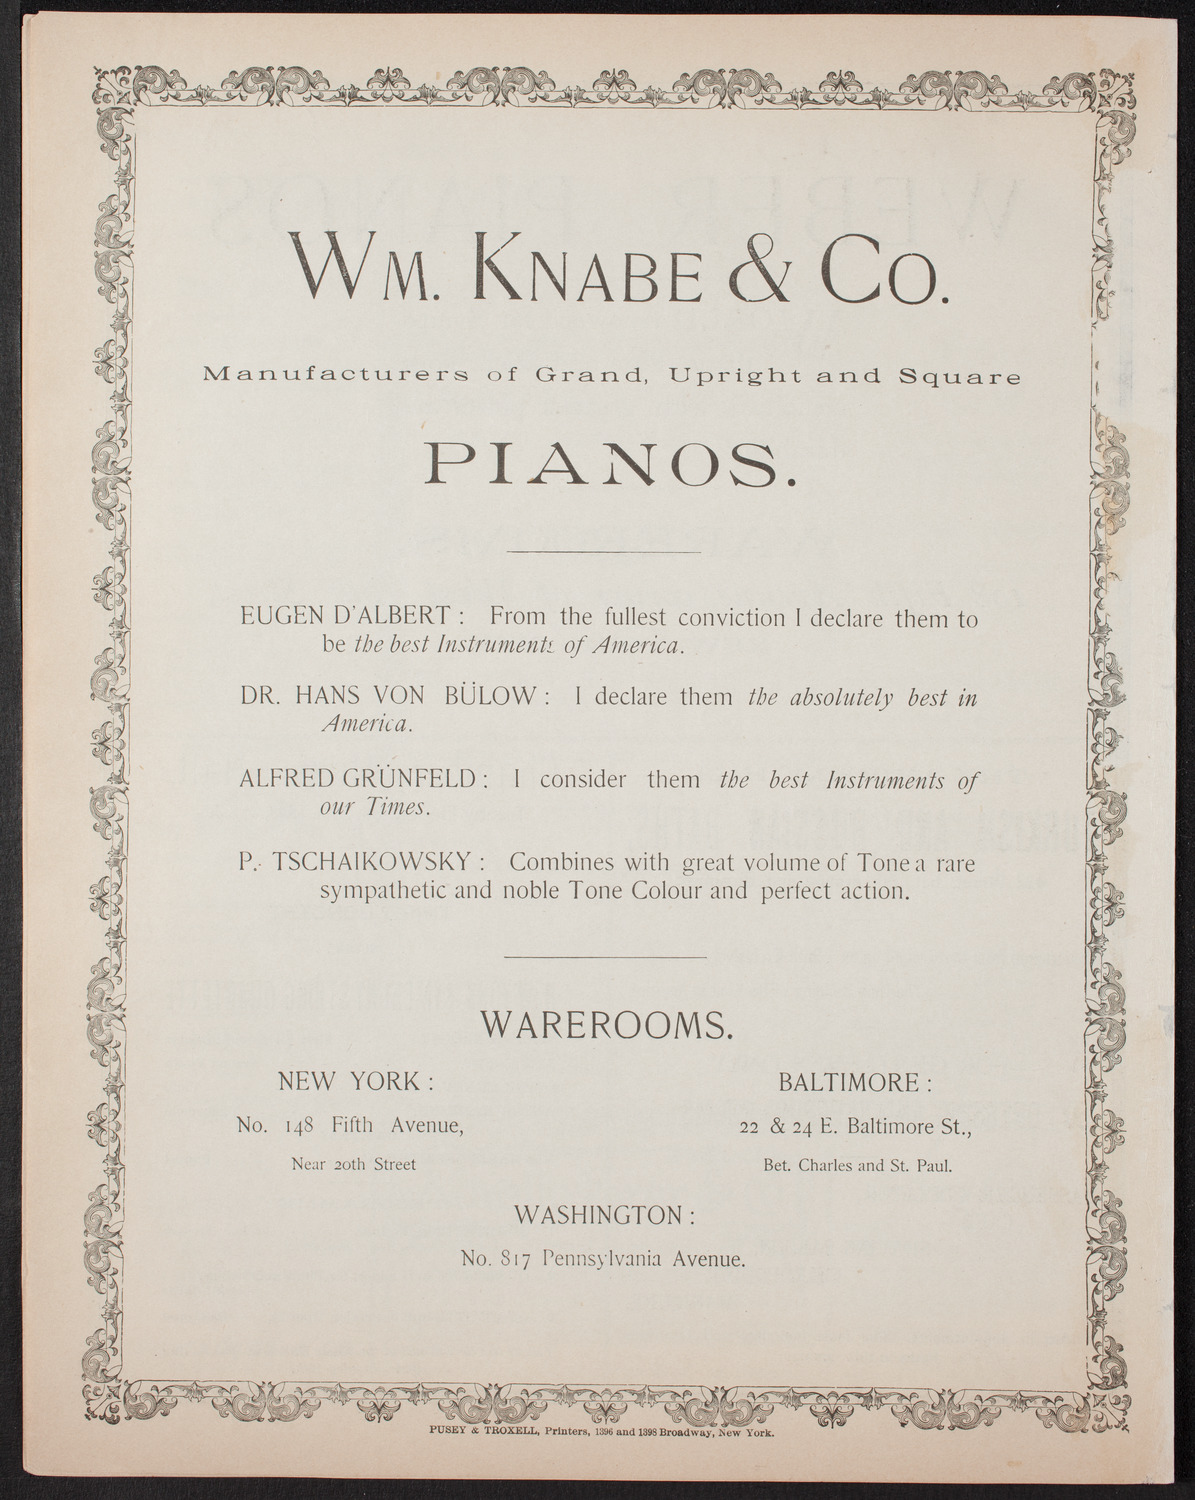 WM. KNABE & CO.
Manufacturers of Grand, Upright and Square
PIANOS.
EUGEN D'ALBERT : From the fullest conviction I declare them to
be the best Instruments of America.
DR. HANS VON BÜLOW : I declare them the absolutely best in
America.
ALFRED GRÜNFELD : I consider them the best Instruments of
our Times.
P. TSCHAIKOWSKY : Combines with great volume of Tone a rare
sympathetic and noble Tone Colour and perfect action.
WAREROOMS.
NEW YORK :
No. 148 Fifth Avenue,
Near 20th Street
BALTIMORE :
22 & 24 E. Baltimore St.,
Bet. Charles and St. Paul.
WASHINGTON :
No. 817 Pennsylvania Avenue.
PUSEY & TROXELL, Printers, 1396 and 1398 Broadway, New York.